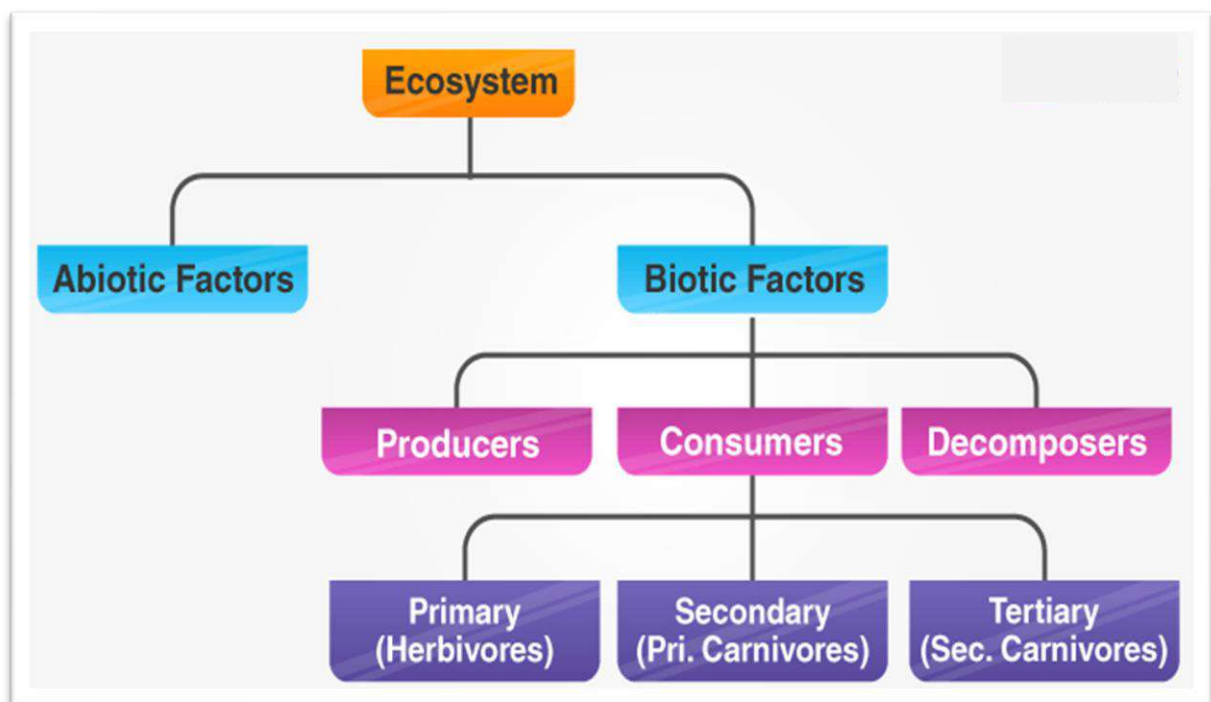 Ecosystem
Abiotic Factors
Biotic Factors
Producers
Consumers
Decomposers
Primary
(Herbivores)
Secondary
(Pri. Carnivores)
Tertiary
(Sec. Carnivores)